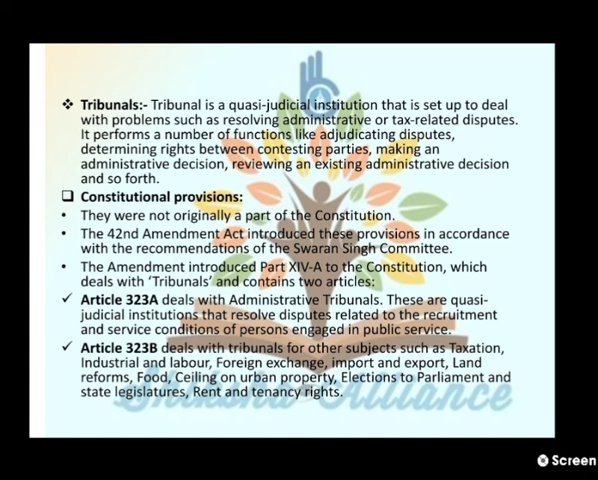 ❖ Tribunals:- Tribunal is a quasi-judicial institution that is set up to deal
with problems such as resolving administrative or tax-related disputes.
It performs a number of functions like adjudicating disputes,
determining rights between contesting parties, making an
administrative decision, reviewing an existing administrative decision
and so forth.
❑ Constitutional provisions:
• They were not originally a part of the Constitution.
• The 42nd Amendment Act introduced these provisions in accordance
with the recommendations of the Swaran Singh Committee.
• The Amendment introduced Part XIV-A to the Constitution, which
deals with ‘Tribunals’ and contains two articles:
✓ Article 323A deals with Administrative Tribunals. These are quasi-
judicial institutions that resolve disputes related to the recruitment
and service conditions of persons engaged in public service.
✓ Article 323B deals with tribunals for other subjects such as Taxation,
Industrial and labour, Foreign exchange, import and export, Land
reforms, Food, Ceiling on urban property, Elections to Parliament and
state legislatures, Rent and tenancy rights.
Shiksha Alliance
Screen